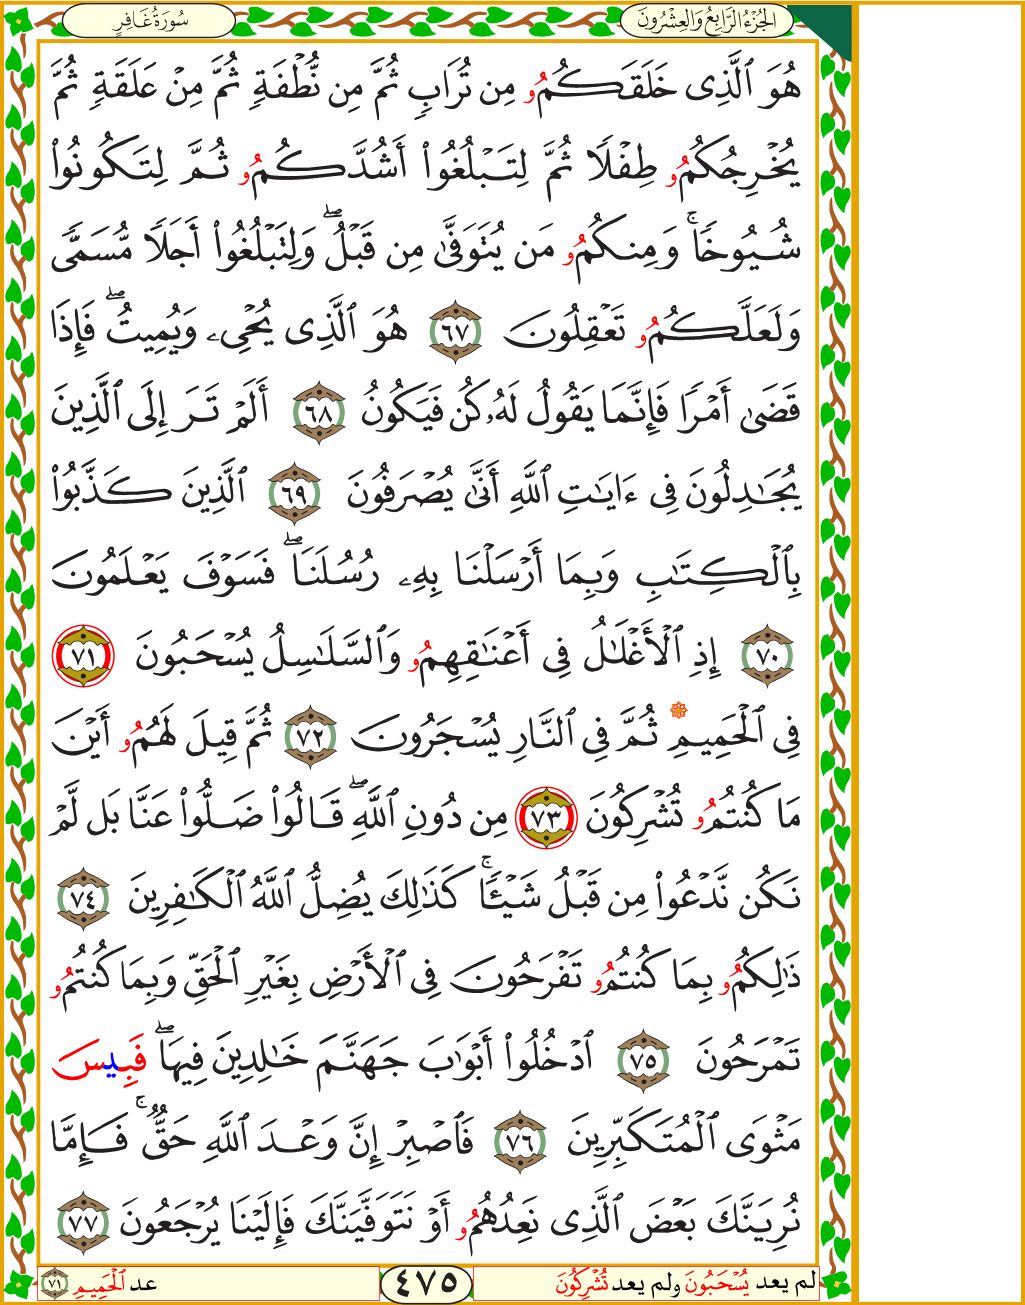 الجُزْءُ الرَّابِعُ وَالعِشْرُونَ
سُورَةُ غَافِرٍ
هُوَ ٱلَّذِى خَلَقَكُمُۥ مِن تُرَابٍ ثُمَّ مِن نُّطْفَةٍ ثُمَّ مِنْ عَلَقَةٍ ثُمَّ
يُخْرِجُكُمُۥ طِفْلًا ثُمَّ لِتَبْلُغُوٓا۟ أَشُدَّكُمُۥ ثُمَّ لِتَكُونُوا۟
شُيُوخًاۚ وَمِنكُمُۥ مَن يُتَوَفَّىٰ مِن قَبْلُۖ وَلِتَبْلُغُوٓا۟ أَجَلًا مُّسَمًّى
وَلَعَلَّكُمُۥ تَعْقِلُونَ ٦٧ هُوَ ٱلَّذِى يُحْىِۦ وَيُمِيتُۖ فَإِذَا
قَضَىٰ أَمْرًا فَإِنَّمَا يَقُولُ لَهُۥ كُن فَيَكُونُ ٦٨ أَلَمْ تَرَ إِلَى ٱلَّذِينَ
يُجَـٰدِلُونَ فِى ءَايَـٰتِ ٱللَّهِ أَنَّىٰ يُصْرَفُونَ ٦٩ ٱلَّذِينَ كَذَّبُوا۟
بِٱلْكِتَـٰبِ وَبِمَا أَرْسَلْنَا بِهِۦ رُسُلَنَاۖ فَسَوْفَ يَعْلَمُونَ
٧٠ إِذِ ٱلْأَغْلَـٰلُ فِى أَعْنَـٰقِهِمُۥ وَٱلسَّلَـٰسِلُ يُسْحَبُونَ ٧١
فِى ٱلْحَمِيمِ ثُمَّ فِى ٱلنَّارِ يُسْجَرُونَ ٧٢ ثُمَّ قِيلَ لَهُمُۥ أَيْنَ
مَا كُنتُمُۥ تُشْرِكُونَ ٧٣ مِن دُونِ ٱللَّهِۖ قَالُوا۟ ضَلُّوا۟ عَنَّا بَل لَّمْ
نَكُن نَّدْعُوا۟ مِن قَبْلُ شَيْـًٔاۚ كَذَٰلِكَ يُضِلُّ ٱللَّهُ ٱلْكَـٰفِرِينَ ٧٤
ذَٰلِكُمُۥ بِمَا كُنتُمُۥ تَفْرَحُونَ فِى ٱلْأَرْضِ بِغَيْرِ ٱلْحَقِّ وَبِمَا كُنتُمُۥ
تَمْرَحُونَ ٧٥ ٱدْخُلُوٓا۟ أَبْوَٰبَ جَهَنَّمَ خَـٰلِدِينَ فِيهَاۖ فَبِيسَ
مَثْوَى ٱلْمُتَكَبِّرِينَ ٧٦ فَٱصْبِرْ إِنَّ وَعْدَ ٱللَّهِ حَقٌّۚ فَإِمَّا
نُرِيَنَّكَ بَعْضَ ٱلَّذِى نَعِدُهُمُۥ أَوْ نَتَوَفَّيَنَّكَ فَإِلَيْنَا يُرْجَعُونَ ٧٧
لم يعد يُسْحَبُونَ ولم يعد تُشْرِكُونَ
٤٧٥
عد ٱلْحَمِيمِ ٧١